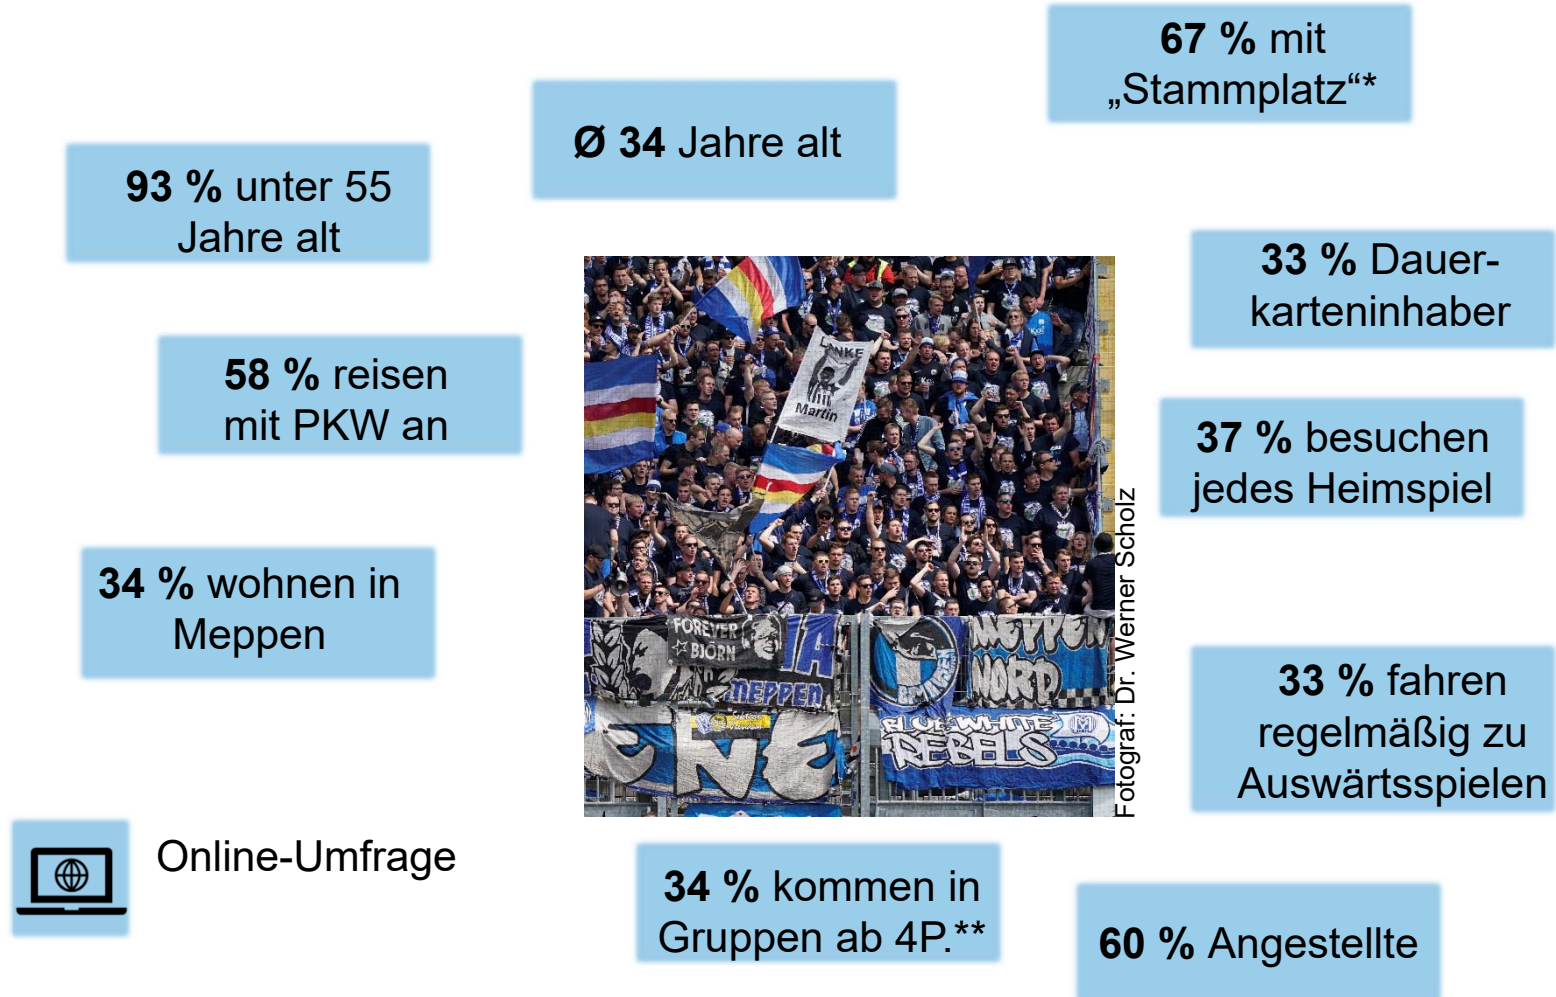 67 % mit
„Stammplatz“*
Ø 34 Jahre alt
93 % unter 55
Jahre alt
33 % Dauer-
karteninhaber
58 % reisen
mit PKW an
37 % besuchen
jedes Heimspiel
34 % wohnen in
Meppen
33 % fahren
regelmäßig zu
Auswärtsspielen
LINKE
Martin
FOREVER
BJÖRN
MEPPEN
MEPPEN
NORD
BLUE WHITE
REBELS
Fotograf: Dr. Werner Scholz
Online-Umfrage
34 % kommen in
Gruppen ab 4P.**
60 % Angestellte